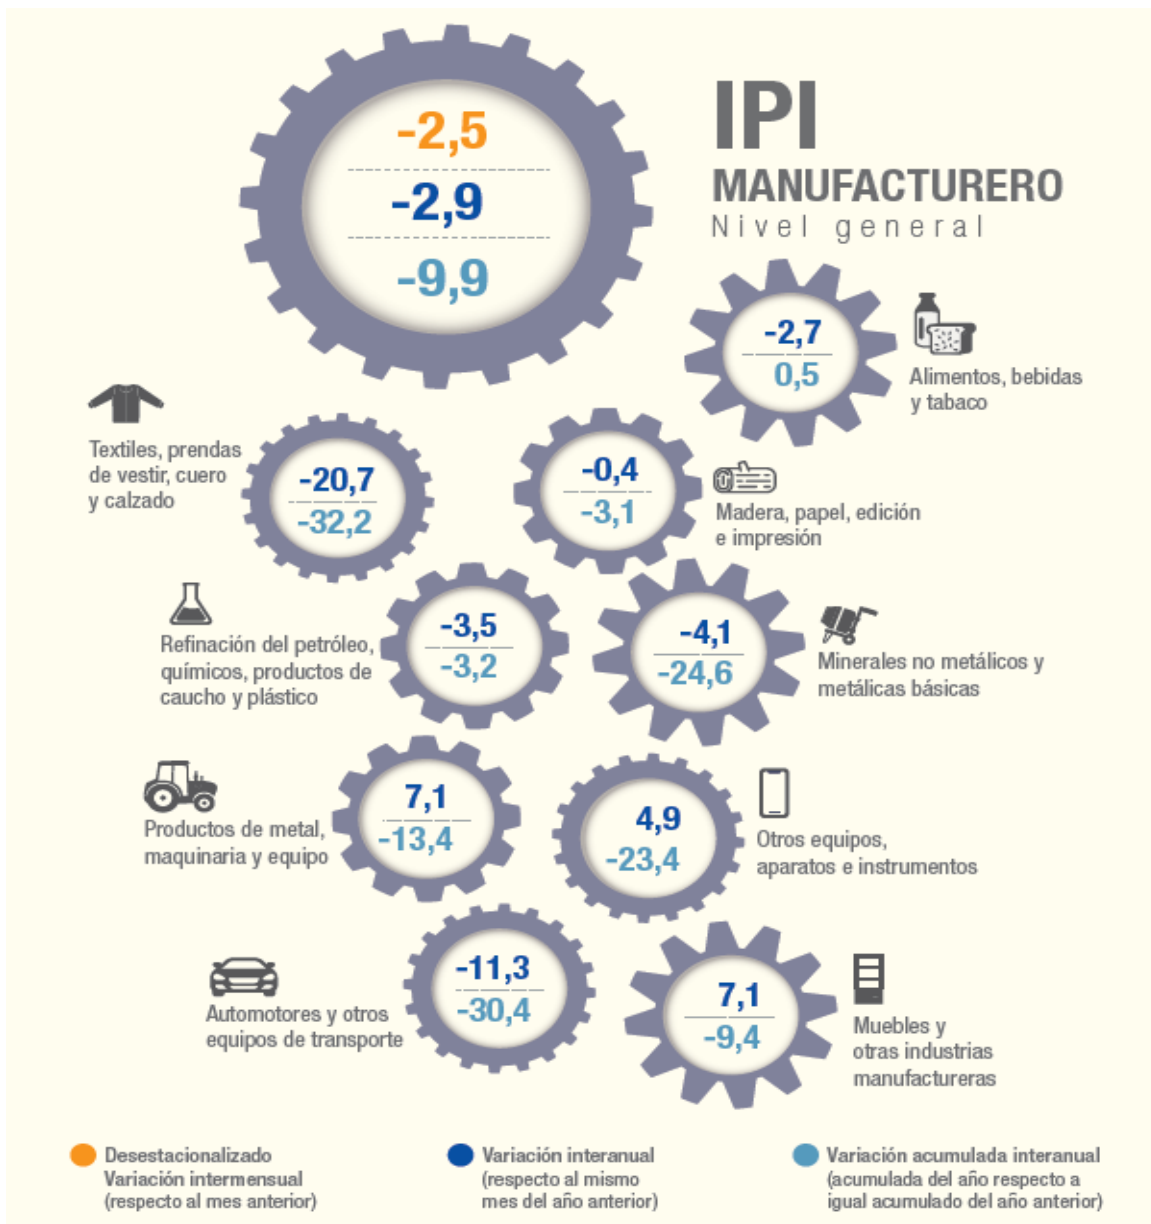 IPI
MANUFACTURERO
Nivel general
-2,5
-2,9
-9,9
-2,7
0,5
Alimentos, bebidas
y tabaco
Textiles, prendas
de vestir, cuero
y calzado
-20,7
-32,2
-0,4
-3,1
Madera, papel, edición
e impresión
Refinación del petróleo,
químicos, productos de
caucho y plástico
-3,5
-3,2
-4,1
-24,6
Minerales no metálicos y
metálicas básicas
Productos de metal,
maquinaria y equipo
7,1
-13,4
4,9
-23,4
Otros equipos,
aparatos e instrumentos
Automotores y otros
equipos de transporte
-11,3
-30,4
7,1
-9,4
Muebles y
otras industrias
manufactureras
Desestacionalizado
Variación intermensual
(respecto al mes anterior)
Variación interanual
(respecto al mismo
mes del año anterior)
Variación acumulada interanual
(acumulada del año respecto a
igual acumulado del año anterior)